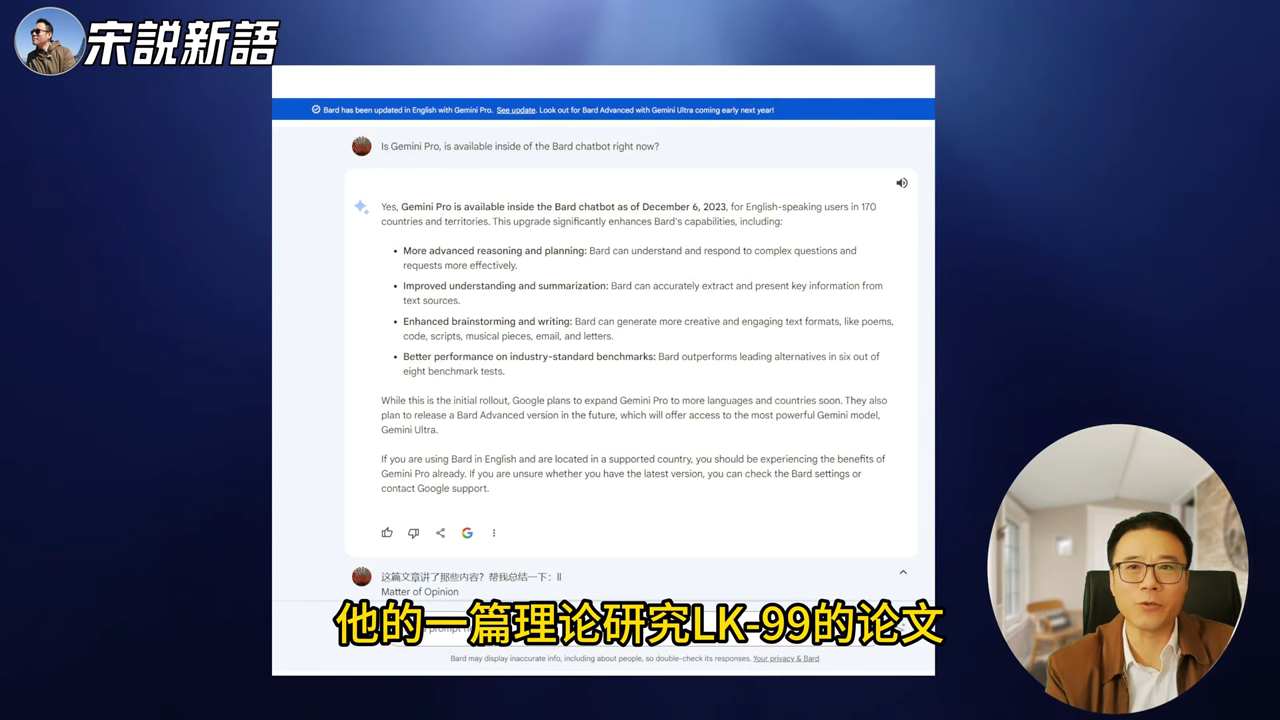 宋説新語
Bard has been updated in English with Gemini Pro. See update. Look out for Bard Advanced with Gemini Ultra coming early next year!
Is Gemini Pro, is available inside of the Bard chatbot right now?
Yes, Gemini Pro is available inside the Bard chatbot as of December 6, 2023, for English-speaking users in 170
countries and territories. This upgrade significantly enhances Bard's capabilities, including:
• More advanced reasoning and planning: Bard can understand and respond to complex questions and
requests more effectively.
• Improved understanding and summarization: Bard can accurately extract and present key information from
text sources.
• Enhanced brainstorming and writing: Bard can generate more creative and engaging text formats, like poems,
code, scripts, musical pieces, email, and letters.
• Better performance on industry-standard benchmarks: Bard outperforms leading alternatives in six out of
eight benchmark tests.
While this is the initial rollout, Google plans to expand Gemini Pro to more languages and countries soon. They also
plan to release a Bard Advanced version in the future, which will offer access to the most powerful Gemini model,
Gemini Ultra.
If you are using Bard in English and are located in a supported country, you should be experiencing the benefits of
Gemini Pro already. If you are unsure whether you have the latest version, you can check the Bard settings or
contact Google support.
这篇文章讲了那些内容？帮我总结一下：ll
Matter of Opinion
他的一篇理论研究LK-99的论文
Bard may display inaccurate info, including about people, so double-check its responses. Your privacy & Bard